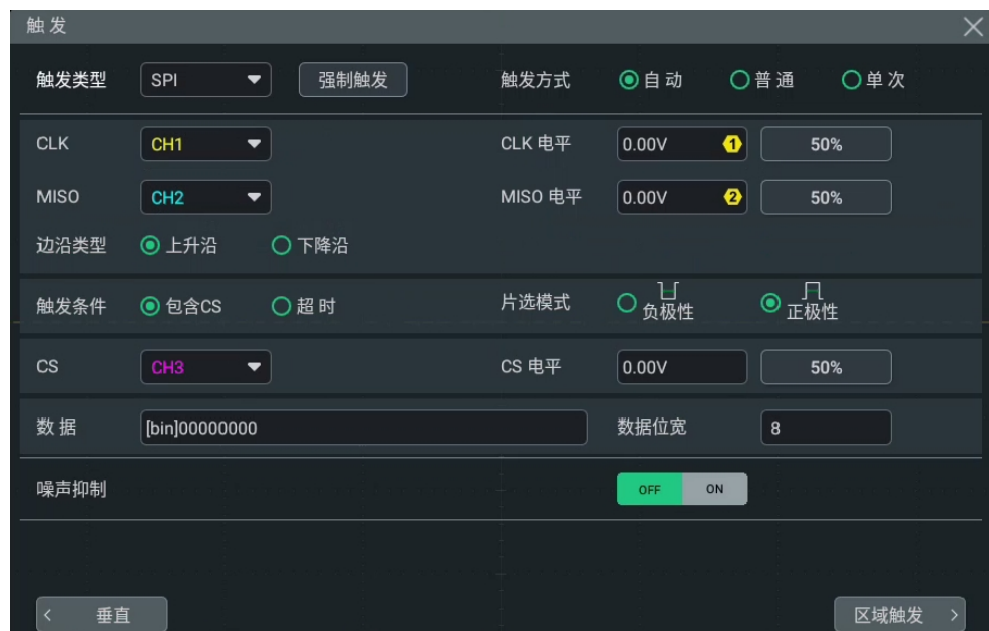 触发
触发类型 SPI 强制触发 触发方式 自动 普通 单次
CLK CH1 CLK 电平 0.00V 1 50%
MISO CH2 MISO 电平 0.00V 2 50%
边沿类型 上升沿 下降沿
触发条件 包含CS 超时 片选模式 负极性 正极性
CS CH3 CS 电平 0.00V 50%
数据 [bin]00000000 数据位宽 8
噪声抑制 OFF ON
< 垂直 区域触发 >